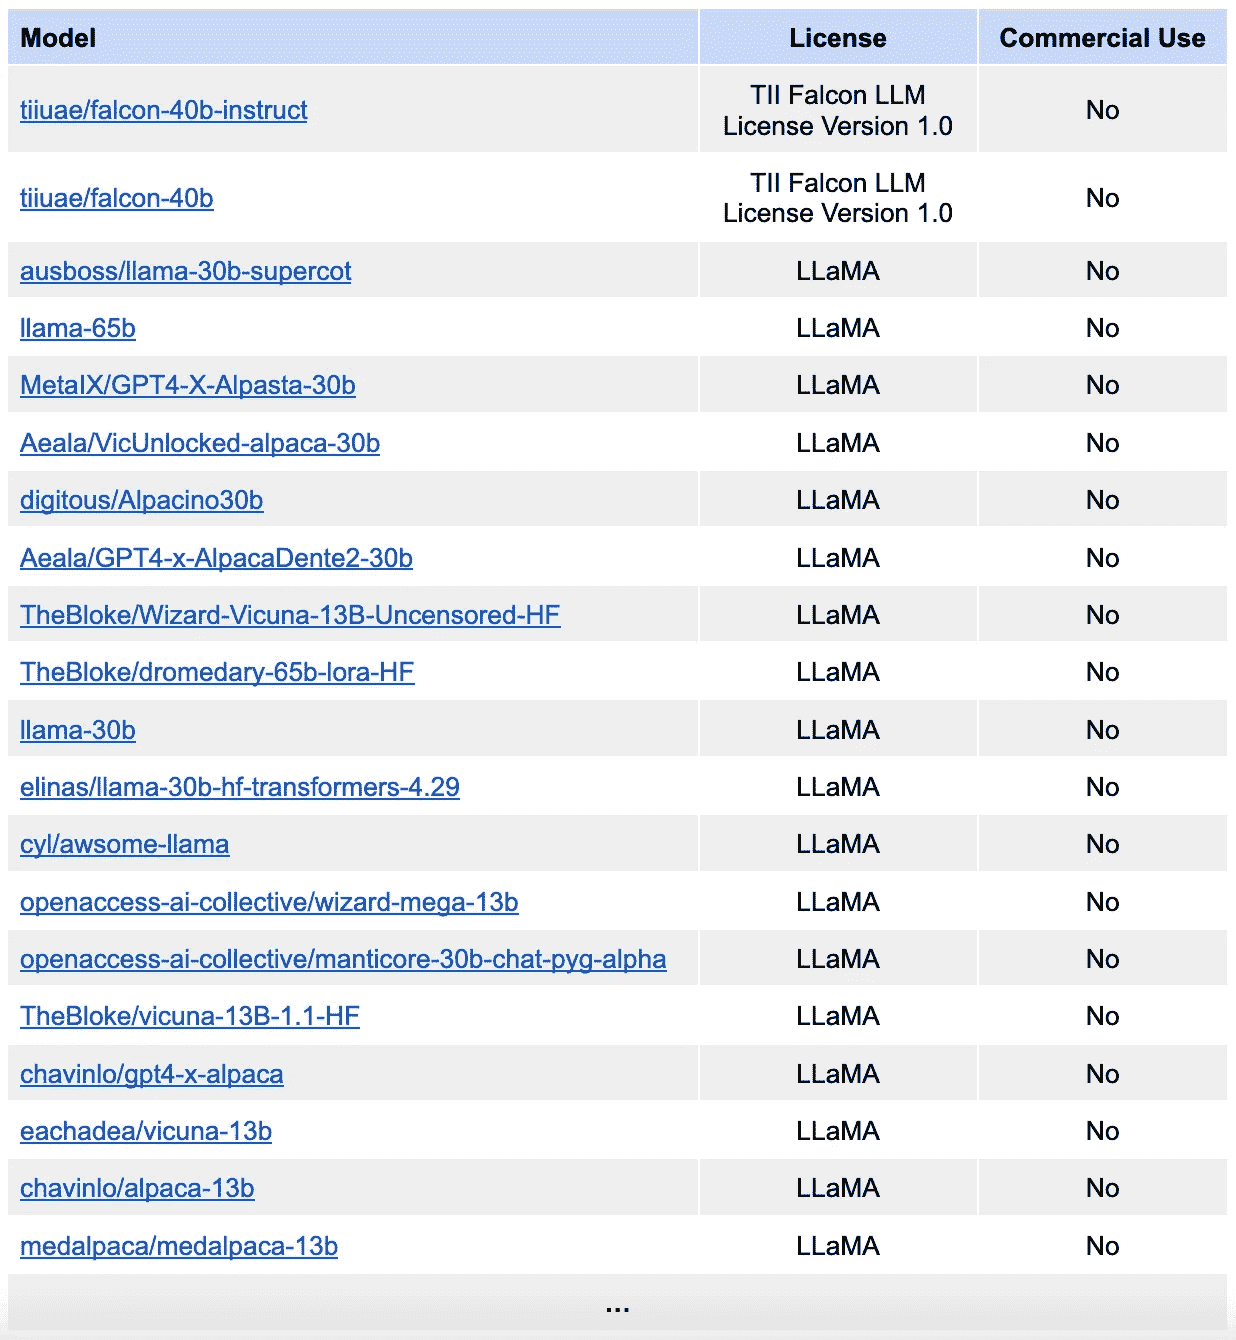 Model License Commercial Use
tiiuae/falcon-40b-instruct TII Falcon LLM
License Version 1.0 No
tiiuae/falcon-40b TII Falcon LLM
License Version 1.0 No
ausboss/llama-30b-supercot LLaMA No
llama-65b LLaMA No
MetaIX/GPT4-X-Alpasta-30b LLaMA No
Aeala/VicUnlocked-alpaca-30b LLaMA No
digitous/Alpacino30b LLaMA No
Aeala/GPT4-x-AlpacaDente2-30b LLaMA No
TheBloke/Wizard-Vicuna-13B-Uncensored-HF LLaMA No
TheBloke/dromedary-65b-lora-HF LLaMA No
llama-30b LLaMA No
elinas/llama-30b-hf-transformers-4.29 LLaMA No
cyl/awsome-llama LLaMA No
openaccess-ai-collective/wizard-mega-13b LLaMA No
openaccess-ai-collective/manticore-30b-chat-pyg-alpha LLaMA No
TheBloke/vicuna-13B-1.1-HF LLaMA No
chavinlo/gpt4-x-alpaca LLaMA No
eachadea/vicuna-13b LLaMA No
chavinlo/alpaca-13b LLaMA No
medalpaca/medalpaca-13b LLaMA No
...